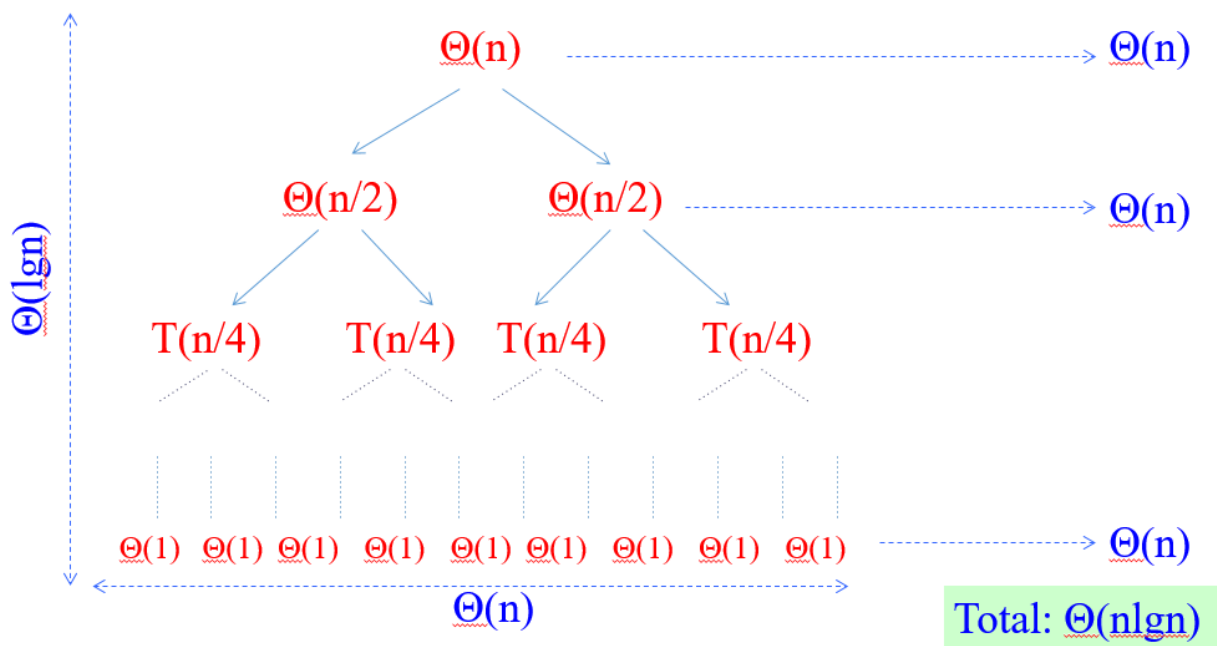 Θ(n) Θ(n)
Θ(n/2) Θ(n/2) Θ(n)
Θ(lgn)
T(n/4) T(n/4) T(n/4) T(n/4)
Θ(1) Θ(1) Θ(1) Θ(1) Θ(1) Θ(1) Θ(1) Θ(1) Θ(1) Θ(n)
Θ(n)
Total: Θ(nlgn)